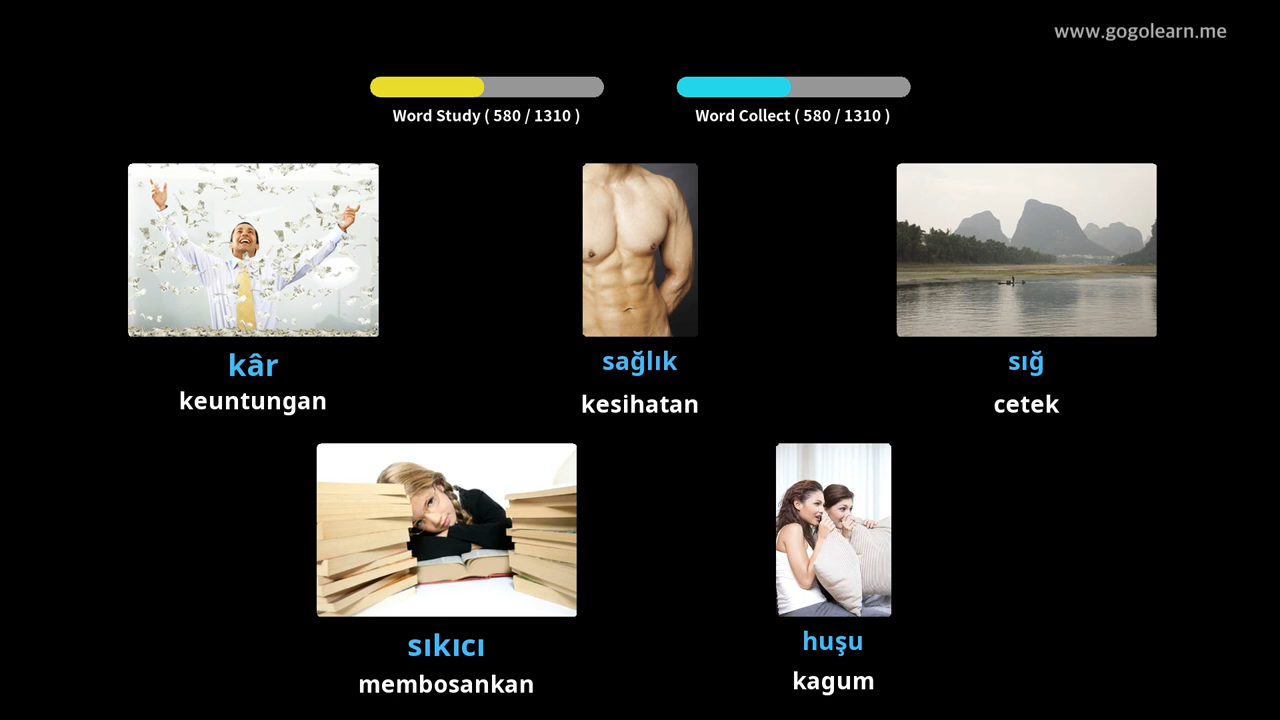 www.gogolearn.me
Word Study ( 580 / 1310 )
Word Collect ( 580 / 1310 )
kâr
keuntungan
sağlık
kesihatan
sığ
cetek
sıkıcı
membosankan
huşu
kagum